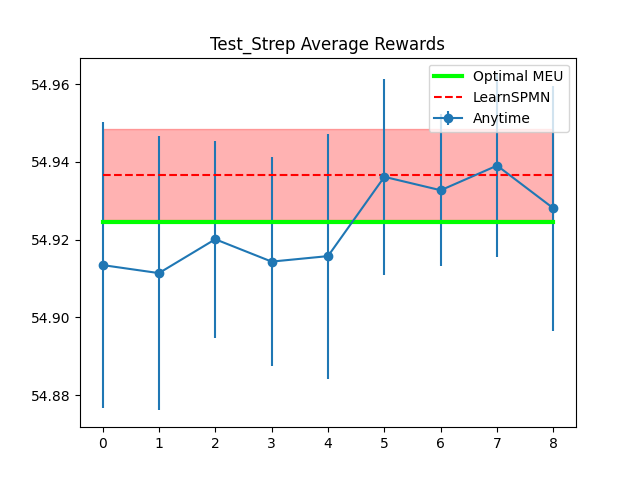 Test_Strep Average Rewards
Optimal MEU
LearnSPMN
Anytime
54.96
54.94
54.92
54.90
54.88
0 1 2 3 4 5 6 7 8